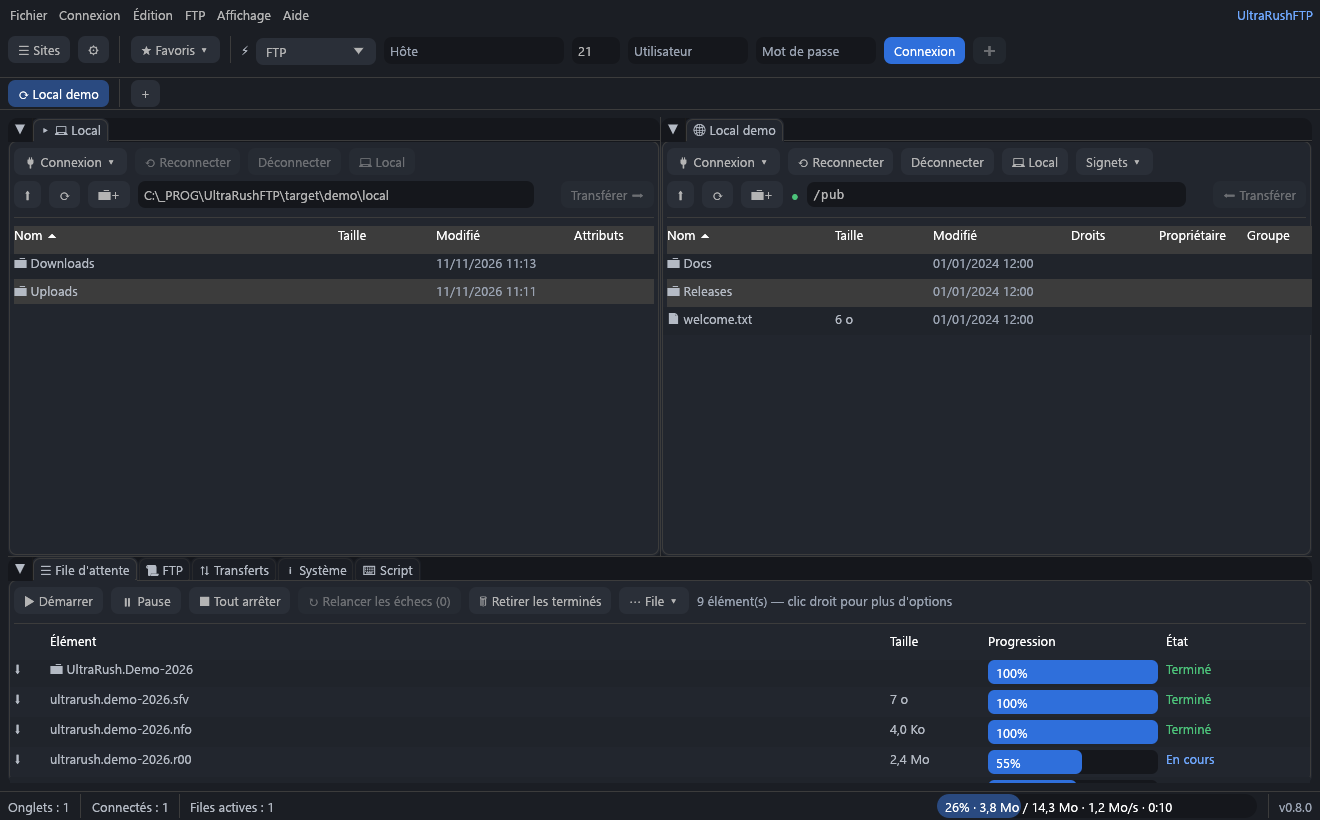 Fichier Connexion Édition FTP Affichage Aide UltraRushFTP
Sites Favoris FTP Hôte 21 Utilisateur Mot de passe Connexion +
Local demo +
Local
Connexion Reconnecter Déconnecter Local
C:\_PROG\UltraRushFTP\target\demo\local Transférer
Nom Taille Modifié Attributs
Downloads 11/11/2026 11:13
Uploads 11/11/2026 11:11
Local demo
Connexion Reconnecter Déconnecter Local Signets
/pub Transférer
Nom Taille Modifié Droits Propriétaire Groupe
Docs 01/01/2024 12:00
Releases 01/01/2024 12:00
welcome.txt 6 o 01/01/2024 12:00
File d'attente FTP Transferts Système Script
Démarrer Pause Tout arrêter Relancer les échecs (0) Retirer les terminés ··· File 9 élément(s) — clic droit pour plus d'options
Élément Taille Progression État
UltraRush.Demo-2026 100% Terminé
ultrarush.demo-2026.sfv 7 o 100% Terminé
ultrarush.demo-2026.nfo 4,0 Ko 100% Terminé
ultrarush.demo-2026.r00 2,4 Mo 55% En cours
Onglets : 1 Connectés : 1 Files actives : 1 26% · 3,8 Mo / 14,3 Mo · 1,2 Mo/s · 0:10 v0.8.0